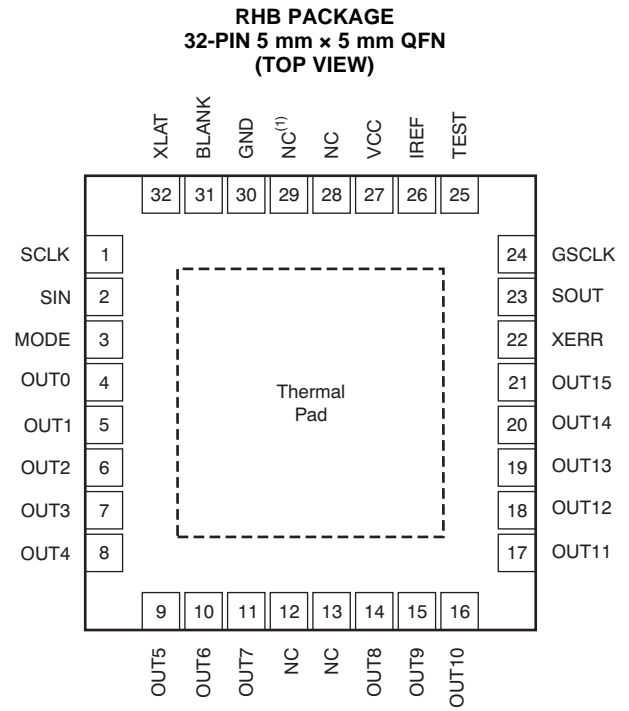 RHB PACKAGE
32-PIN 5 mm × 5 mm QFN
(TOP VIEW)
XLAT BLANK GND NC(1) NC VCC IREF TEST
32 31 30 29 28 27 26 25
SCLK 1 24 GSCLK
SIN 2 23 SOUT
MODE 3 22 XERR
OUT0 4 21 OUT15
OUT1 5 20 OUT14
OUT2 6 19 OUT13
OUT3 7 18 OUT12
OUT4 8 17 OUT11
Thermal
Pad
9 10 11 12 13 14 15 16
OUT5 OUT6 OUT7 NC NC OUT8 OUT9 OUT10